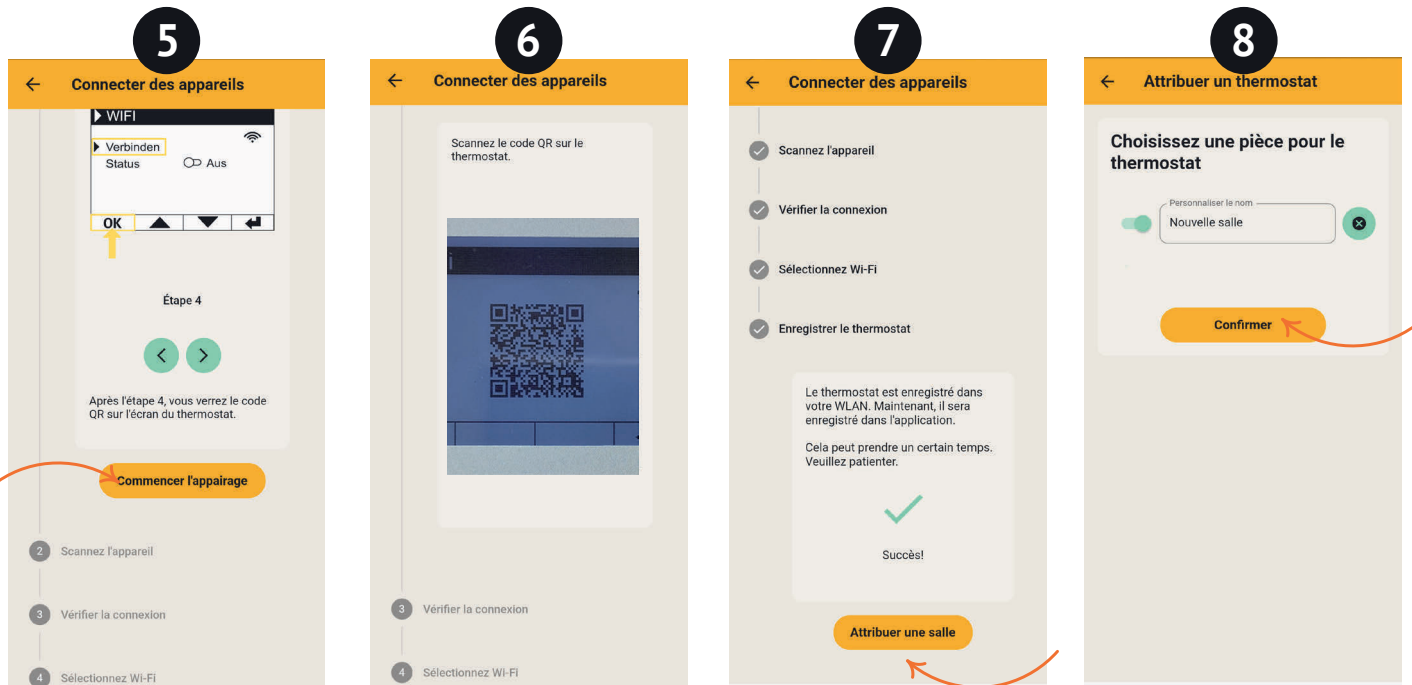 5
Connecter des appareils
WIFI
Verbinden
Status Aus
OK
Étape 4
Après l'étape 4, vous verrez le code
QR sur l'écran du thermostat.
Commencer l'appairage
2 Scannez l'appareil
3 Vérifier la connexion
4 Sélectionnez Wi-Fi
6
Connecter des appareils
Scannez le code QR sur le
thermostat.
3 Vérifier la connexion
4 Sélectionnez Wi-Fi
7
Connecter des appareils
Scannez l'appareil
Vérifier la connexion
Sélectionnez Wi-Fi
Enregistrer le thermostat
Le thermostat est enregistré dans
votre WLAN. Maintenant, il sera
enregistré dans l'application.
Cela peut prendre un certain temps.
Veuillez patienter.
Succès!
Attribuer une salle
8
Attribuer un thermostat
Choisissez une pièce pour le
thermostat
Personnaliser le nom
Nouvelle salle
Confirmer